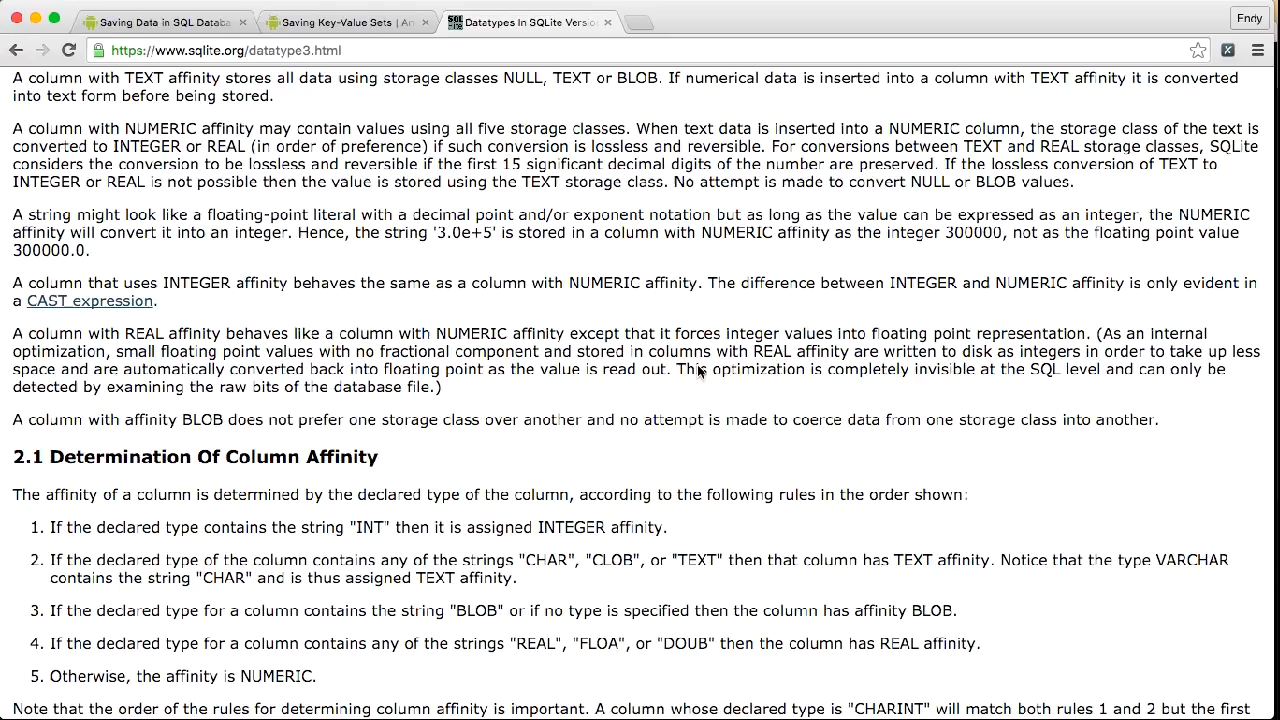 Saving Data in SQL Databa
Saving Key-Value Sets | An
Datatypes In SQLite Versio
Endy
https://www.sqlite.org/datatype3.html
A column with TEXT affinity stores all data using storage classes NULL, TEXT or BLOB. If numerical data is inserted into a column with TEXT affinity it is converted
into text form before being stored.
A column with NUMERIC affinity may contain values using all five storage classes. When text data is inserted into a NUMERIC column, the storage class of the text is
converted to INTEGER or REAL (in order of preference) if such conversion is lossless and reversible. For conversions between TEXT and REAL storage classes, SQLite
considers the conversion to be lossless and reversible if the first 15 significant decimal digits of the number are preserved. If the lossless conversion of TEXT to
INTEGER or REAL is not possible then the value is stored using the TEXT storage class. No attempt is made to convert NULL or BLOB values.
A string might look like a floating-point literal with a decimal point and/or exponent notation but as long as the value can be expressed as an integer, the NUMERIC
affinity will convert it into an integer. Hence, the string '3.0e+5' is stored in a column with NUMERIC affinity as the integer 300000, not as the floating point value
300000.0.
A column that uses INTEGER affinity behaves the same as a column with NUMERIC affinity. The difference between INTEGER and NUMERIC affinity is only evident in
a CAST expression.
A column with REAL affinity behaves like a column with NUMERIC affinity except that it forces integer values into floating point representation. (As an internal
optimization, small floating point values with no fractional component and stored in columns with REAL affinity are written to disk as integers in order to take up less
space and are automatically converted back into floating point as the value is read out. This optimization is completely invisible at the SQL level and can only be
detected by examining the raw bits of the database file.)
A column with affinity BLOB does not prefer one storage class over another and no attempt is made to coerce data from one storage class into another.
2.1 Determination Of Column Affinity
The affinity of a column is determined by the declared type of the column, according to the following rules in the order shown:
1. If the declared type contains the string "INT" then it is assigned INTEGER affinity.
2. If the declared type of the column contains any of the strings "CHAR", "CLOB", or "TEXT" then that column has TEXT affinity. Notice that the type VARCHAR
contains the string "CHAR" and is thus assigned TEXT affinity.
3. If the declared type for a column contains the string "BLOB" or if no type is specified then the column has affinity BLOB.
4. If the declared type for a column contains any of the strings "REAL", "FLOA", or "DOUB" then the column has REAL affinity.
5. Otherwise, the affinity is NUMERIC.
Note that the order of the rules for determining column affinity is important. A column whose declared type is "CHARINT" will match both rules 1 and 2 but the first